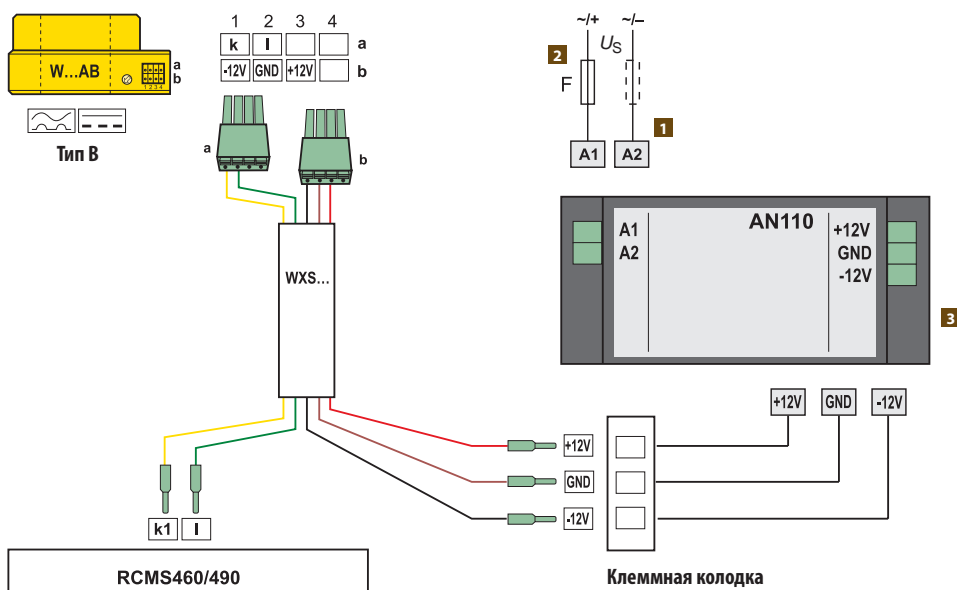 W...AB
a
b
1 2 3 4
Тип B
1 2 3 4
k l a
-12V GND +12V b
a
b
WXS...
k1 l
RCMS460/490
~/+ ~/–
US
2
F
1
A1 A2
AN110
A1 +12V
A2 GND
-12V
3
+12V GND -12V
+12V
GND
-12V
Клеммная колодка